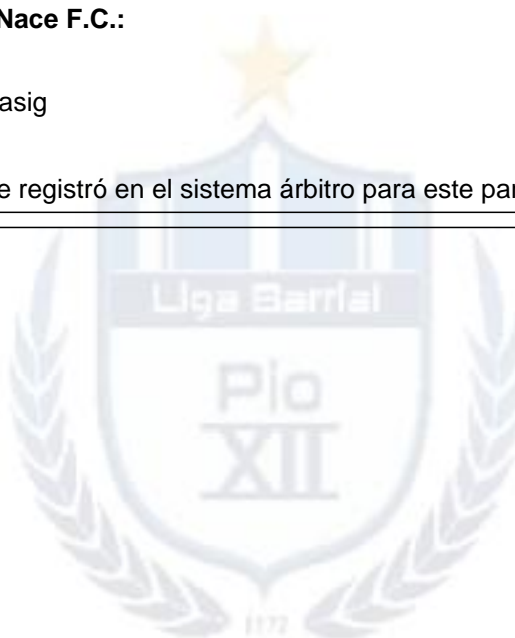 Nace F.C.:
asig
e registró en el sistema árbitro para este par
Liga Barrial
Pio
XII